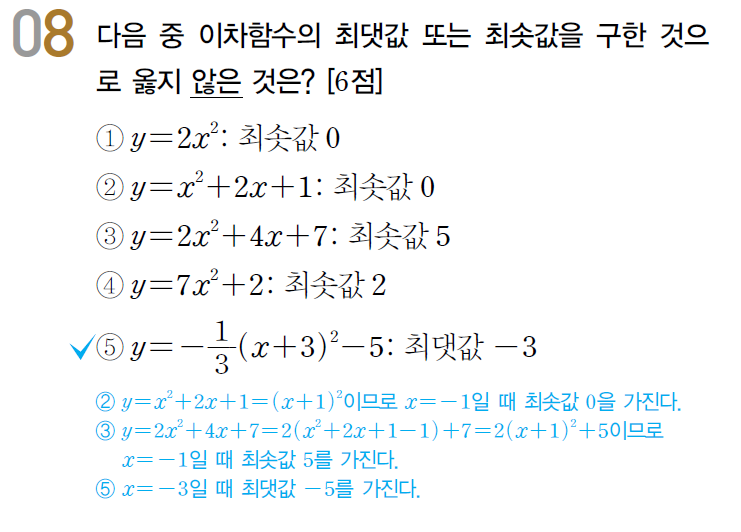 08 다음 중 이차함수의 최댓값 또는 최솟값을 구한 것으
로 옳지 않은 것은? [6점]
① y=2x²: 최솟값 0
② y=x²+2x+1: 최솟값 0
③ y=2x²+4x+7: 최솟값 5
④ y=7x²+2: 최솟값 2
⑤ y=-1/3(x+3)²-5: 최댓값 -3
② y=x²+2x+1=(x+1)²이므로 x=-1일 때 최솟값 0을 가진다.
③ y=2x²+4x+7=2(x²+2x+1-1)+7=2(x+1)²+5이므로
x=-1일 때 최솟값 5를 가진다.
⑤ x=-3일 때 최댓값 -5를 가진다.